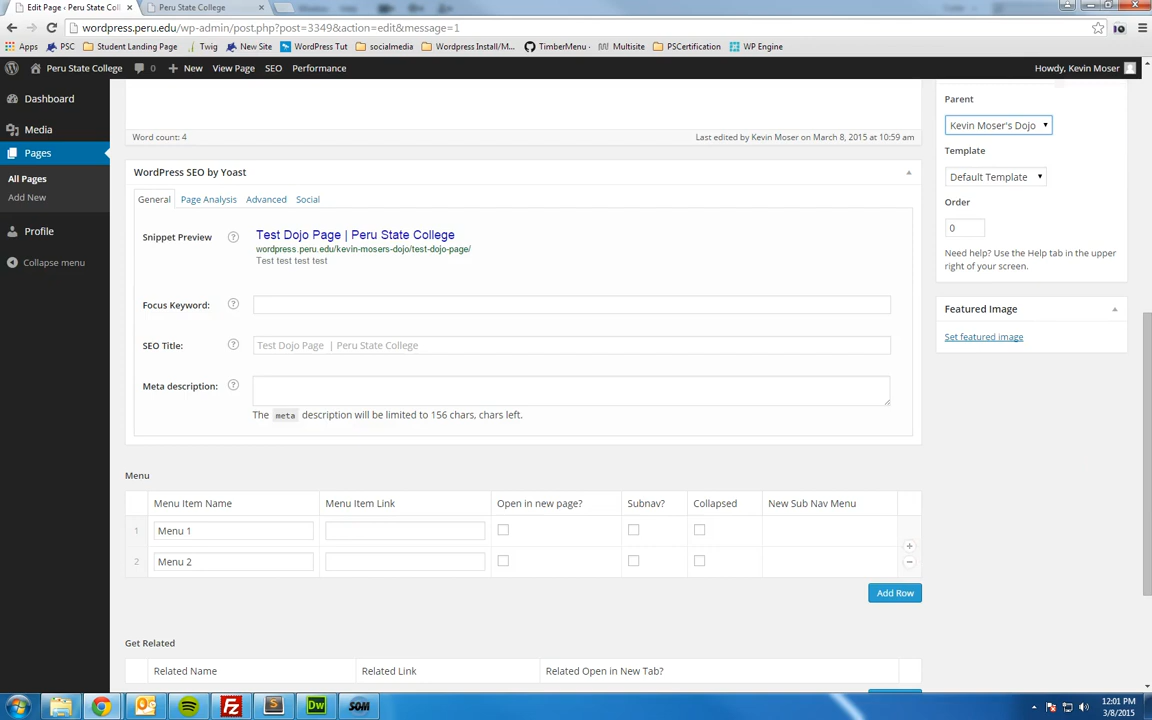 Edit Page ‹ Peru State Coll
Peru State College
wordpress.peru.edu/wp-admin/post.php?post=3349&action=edit&message=1
Apps PSC Student Landing Page Twig New Site WordPress Tut socialmedia Wordpress Install/M... TimberMenu · Multisite PSCertification WP Engine
Peru State College 0 New View Page SEO Performance Howdy, Kevin Moser
Dashboard
Media
Pages
All Pages
Add New
Profile
Collapse menu
Word count: 4 Last edited by Kevin Moser on March 8, 2015 at 10:59 am
WordPress SEO by Yoast
General Page Analysis Advanced Social
Snippet Preview ? Test Dojo Page | Peru State College
wordpress.peru.edu/kevin-mosers-dojo/test-dojo-page/
Test test test test
Focus Keyword: ?
SEO Title: ? Test Dojo Page | Peru State College
Meta description: ?
The meta description will be limited to 156 chars, chars left.
Menu
Menu Item Name Menu Item Link Open in new page? Subnav? Collapsed New Sub Nav Menu
1 Menu 1
2 Menu 2
Add Row
Get Related
Related Name Related Link Related Open in New Tab?
Parent
Kevin Moser's Dojo
Template
Default Template
Order
0
Need help? Use the Help tab in the upper
right of your screen.
Featured Image
Set featured image
Fz S Dw SOM
12:01 PM
3/8/2015